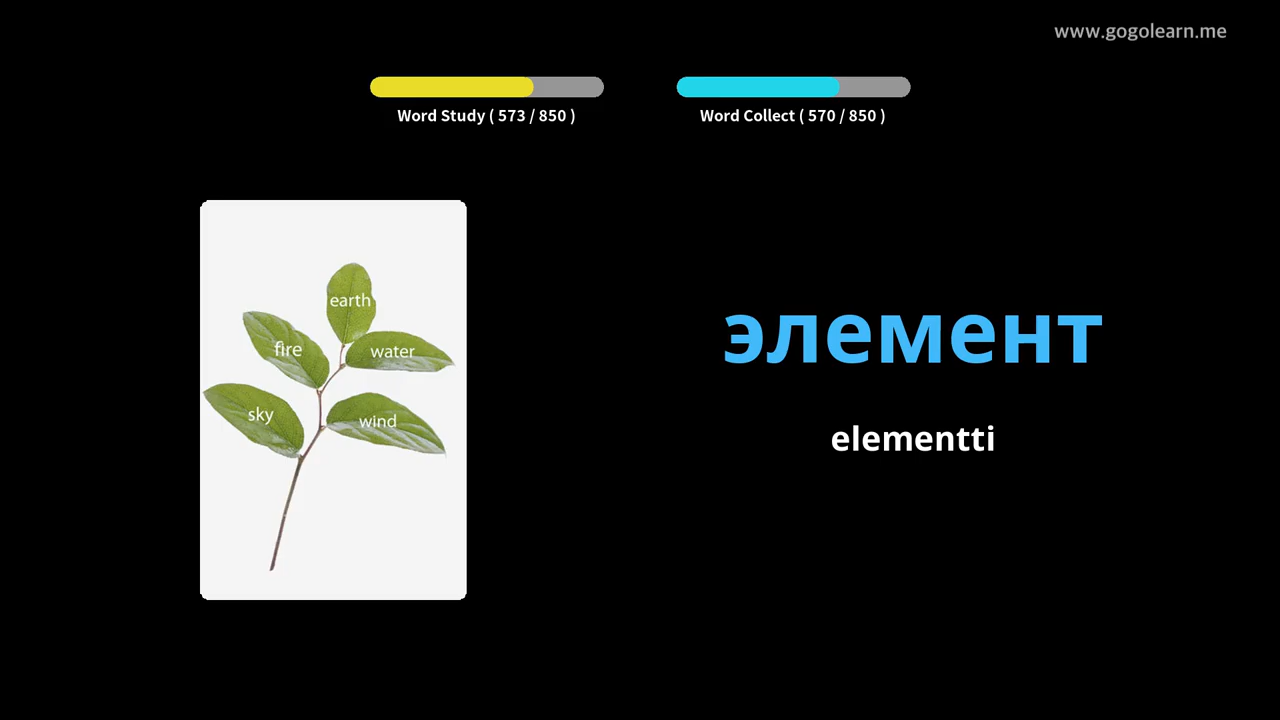 www.gogolearn.me
Word Study ( 573 / 850 )
Word Collect ( 570 / 850 )
earth
fire
water
sky
wind
элемент
elementti